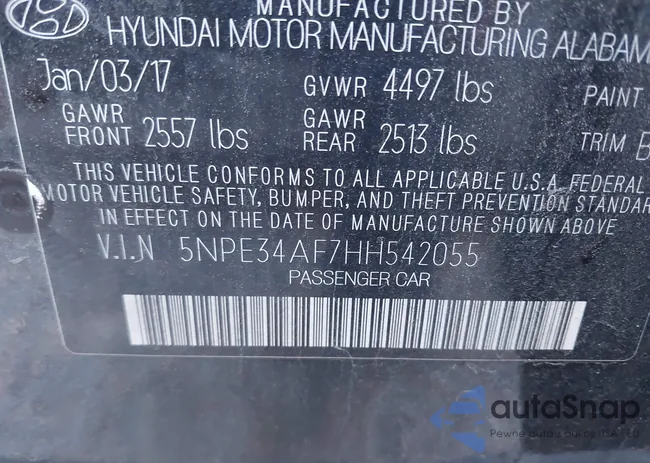 MANUFACTURED BY
HYUNDAI MOTOR MANUFACTURING ALABAM
Jan/03/17 GVWR 4497 lbs PAINT
GAWR FRONT 2557 lbs GAWR REAR 2513 lbs TRIM B
THIS VEHICLE CONFORMS TO ALL APPLICABLE U.S.A. FEDERAL
MOTOR VEHICLE SAFETY, BUMPER, AND THEFT PREVENTION STANDAR
IN EFFECT ON THE DATE OF MANUFACTURE SHOWN ABOVE
V.I.N 5NPE34AF7HH542055
PASSENGER CAR
autoSnap
Pewne auta z